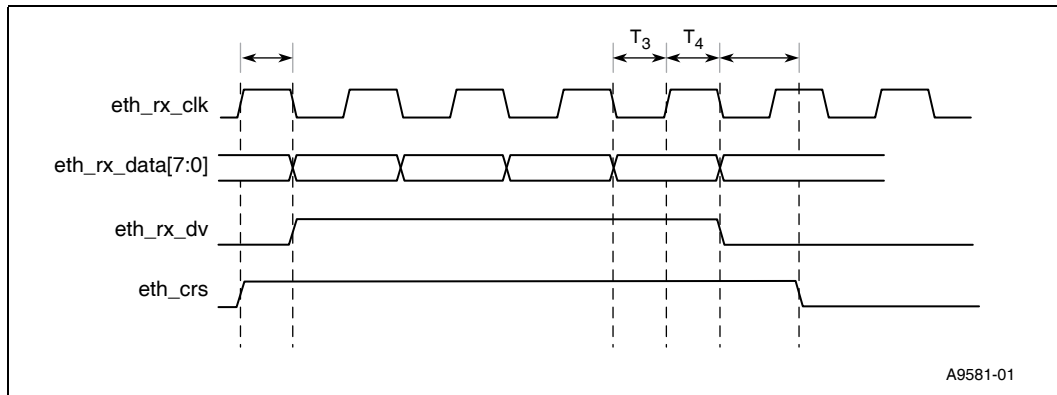 T3 T4
eth_rx_clk
eth_rx_data[7:0]
eth_rx_dv
eth_crs
A9581-01